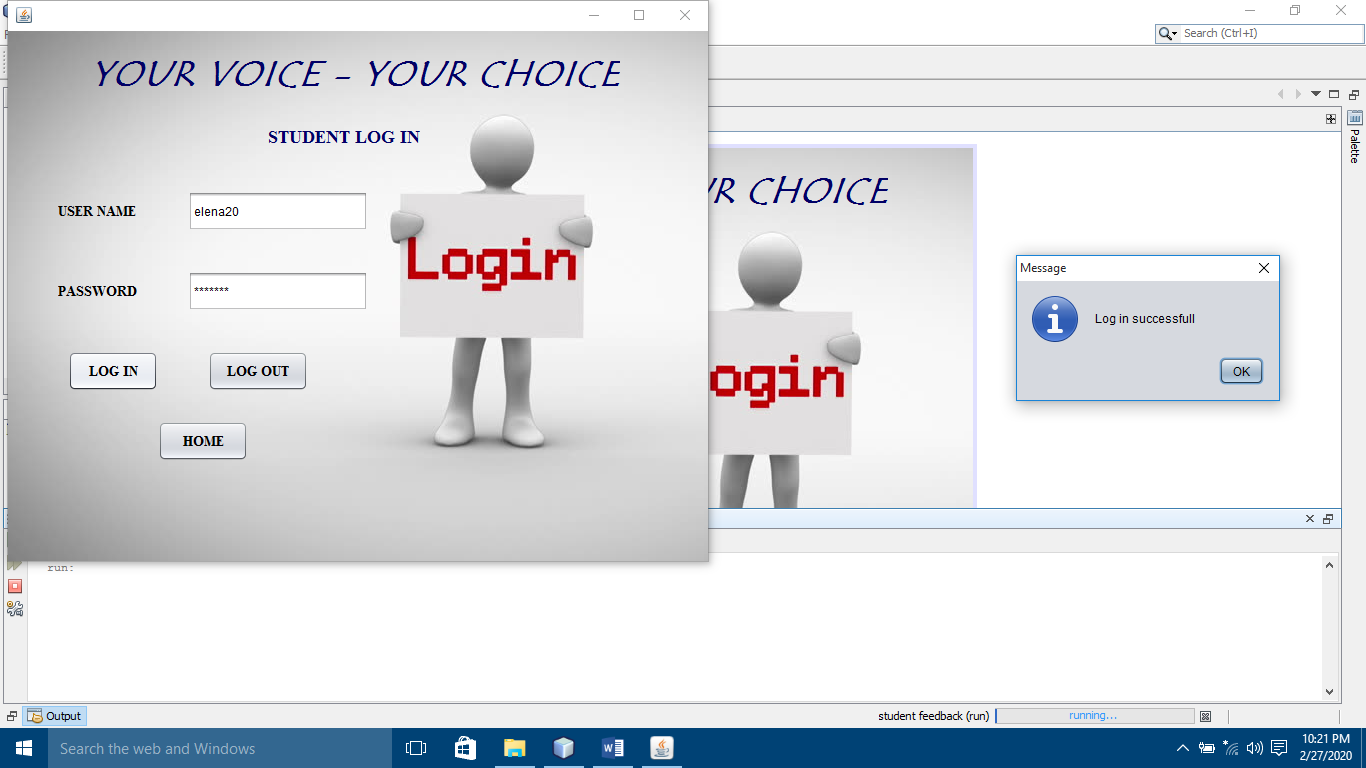 Search (Ctrl+I)
YOUR VOICE - YOUR CHOICE
STUDENT LOG IN
USER NAME
elena20
PASSWORD
*******
Login
LOG IN
LOG OUT
HOME
UR CHOICE
ogin
Palette
Message
Log in successfull
OK
run:
Output
student feedback (run)
running...
Search the web and Windows
10:21 PM
2/27/2020